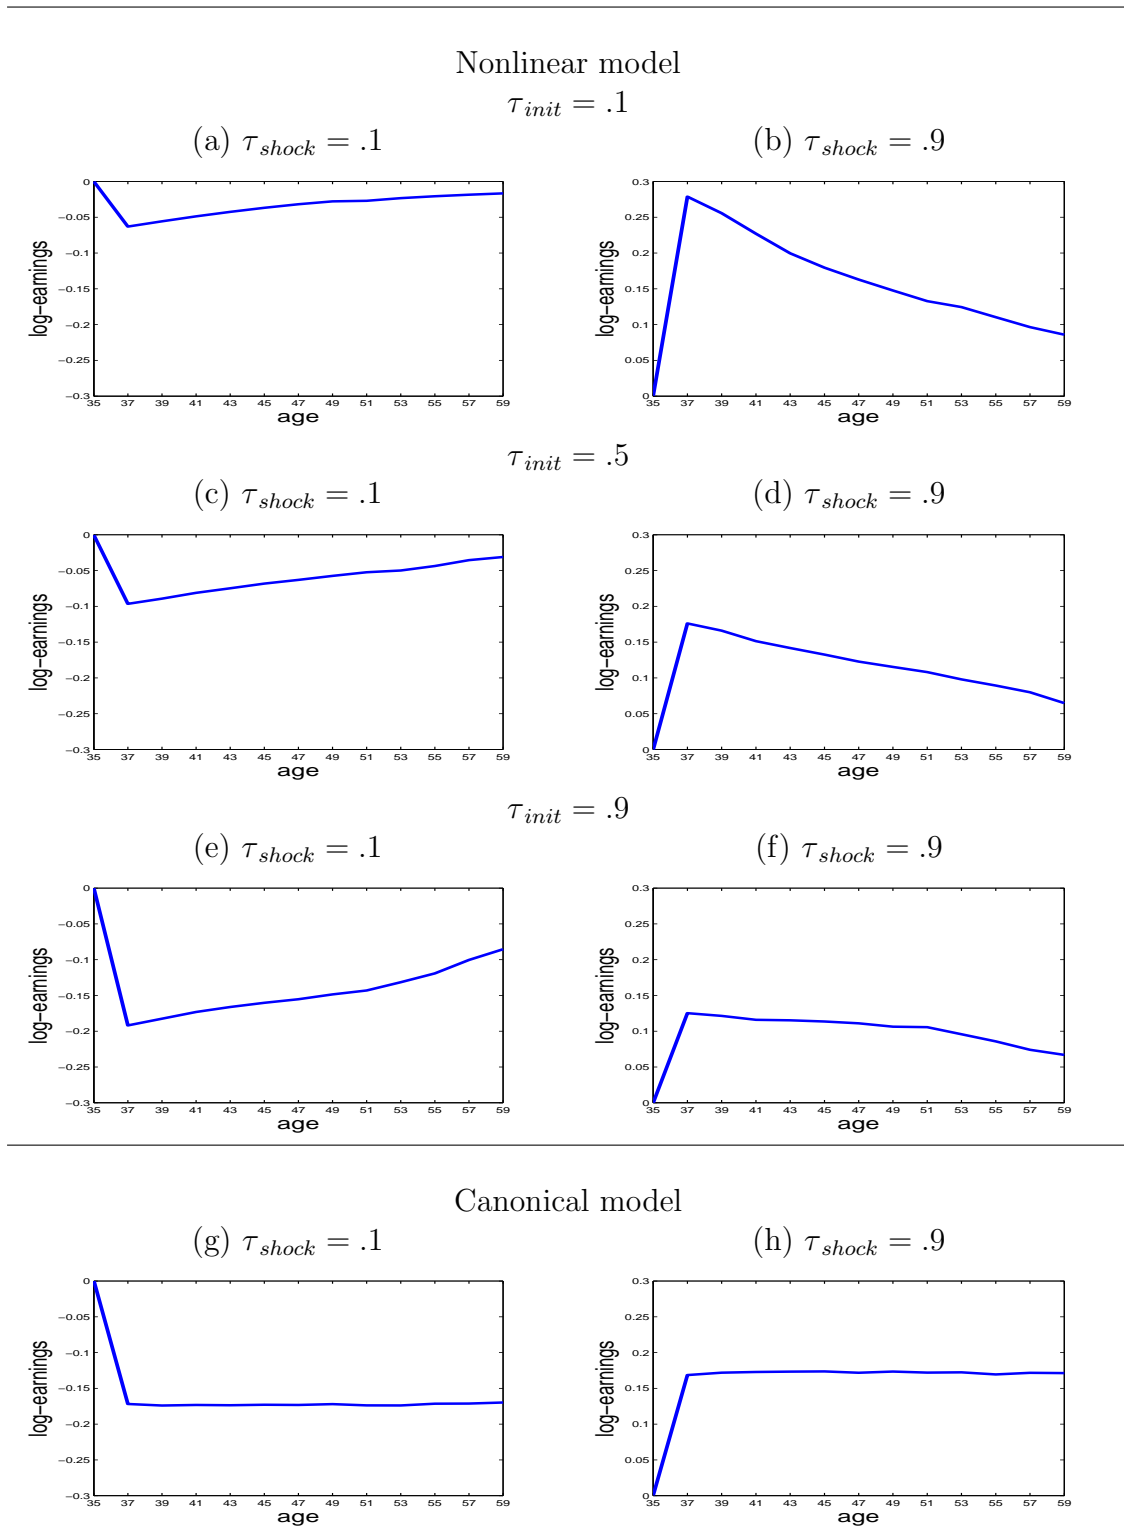 Nonlinear model
τinit = .1
(a) τshock = .1
(b) τshock = .9
0
−0.05
−0.1
−0.15
−0.2
−0.25
−0.3
log−earnings
35 37 39 41 43 45 47 49 51 53 55 57 59
age
0.3
0.25
0.2
0.15
0.1
0.05
0
log−earnings
35 37 39 41 43 45 47 49 51 53 55 57 59
age
τinit = .5
(c) τshock = .1
(d) τshock = .9
0
−0.05
−0.1
−0.15
−0.2
−0.25
−0.3
log−earnings
35 37 39 41 43 45 47 49 51 53 55 57 59
age
0.3
0.25
0.2
0.15
0.1
0.05
0
log−earnings
35 37 39 41 43 45 47 49 51 53 55 57 59
age
τinit = .9
(e) τshock = .1
(f) τshock = .9
0
−0.05
−0.1
−0.15
−0.2
−0.25
−0.3
log−earnings
35 37 39 41 43 45 47 49 51 53 55 57 59
age
0.3
0.25
0.2
0.15
0.1
0.05
0
log−earnings
35 37 39 41 43 45 47 49 51 53 55 57 59
age
Canonical model
(g) τshock = .1
(h) τshock = .9
0
−0.05
−0.1
−0.15
−0.2
−0.25
−0.3
log−earnings
35 37 39 41 43 45 47 49 51 53 55 57 59
age
0.3
0.25
0.2
0.15
0.1
0.05
0
log−earnings
35 37 39 41 43 45 47 49 51 53 55 57 59
age